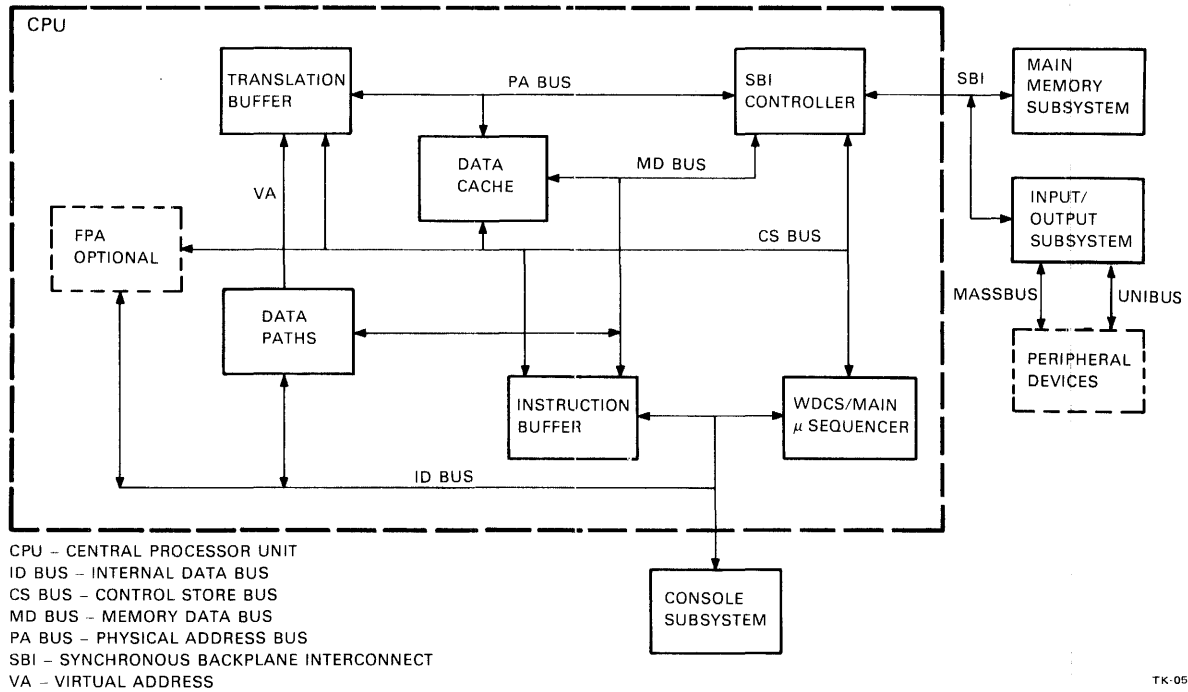 CPU
TRANSLATION
BUFFER
PA BUS
SBI
CONTROLLER
SBI
MAIN
MEMORY
SUBSYSTEM
DATA
CACHE
MD BUS
VA
INPUT/
OUTPUT
SUBSYSTEM
FPA
OPTIONAL
CS BUS
MASSBUS
UNIBUS
DATA
PATHS
PERIPHERAL
DEVICES
INSTRUCTION
BUFFER
WDCS/MAIN
μ SEQUENCER
ID BUS
CONSOLE
SUBSYSTEM
CPU – CENTRAL PROCESSOR UNIT
ID BUS – INTERNAL DATA BUS
CS BUS – CONTROL STORE BUS
MD BUS – MEMORY DATA BUS
PA BUS – PHYSICAL ADDRESS BUS
SBI – SYNCHRONOUS BACKPLANE INTERCONNECT
VA – VIRTUAL ADDRESS
TK-05